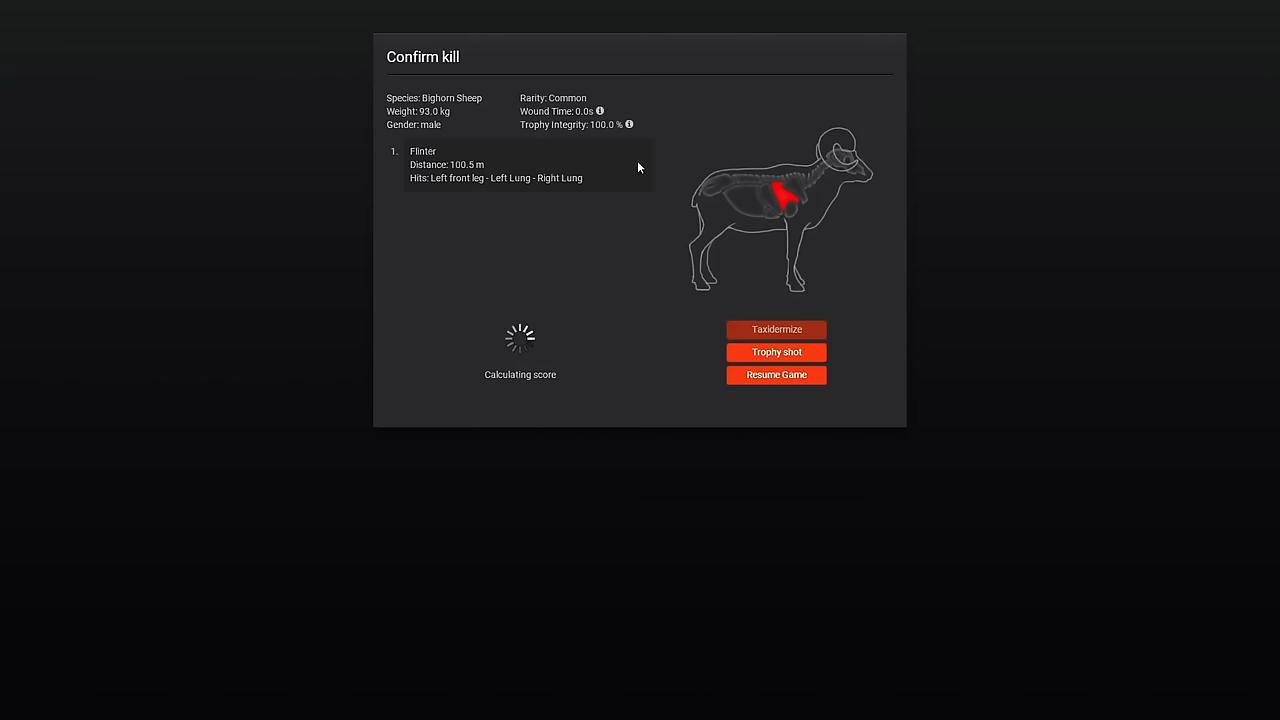 Confirm kill
Species: Bighorn Sheep
Rarity: Common
Weight: 93.0 kg
Wound Time: 0.0s
Gender: male
Trophy Integrity: 100.0 %
1.
Flinter
Distance: 100.5 m
Hits: Left front leg - Left Lung - Right Lung
Calculating score
Taxidermize
Trophy shot
Resume Game